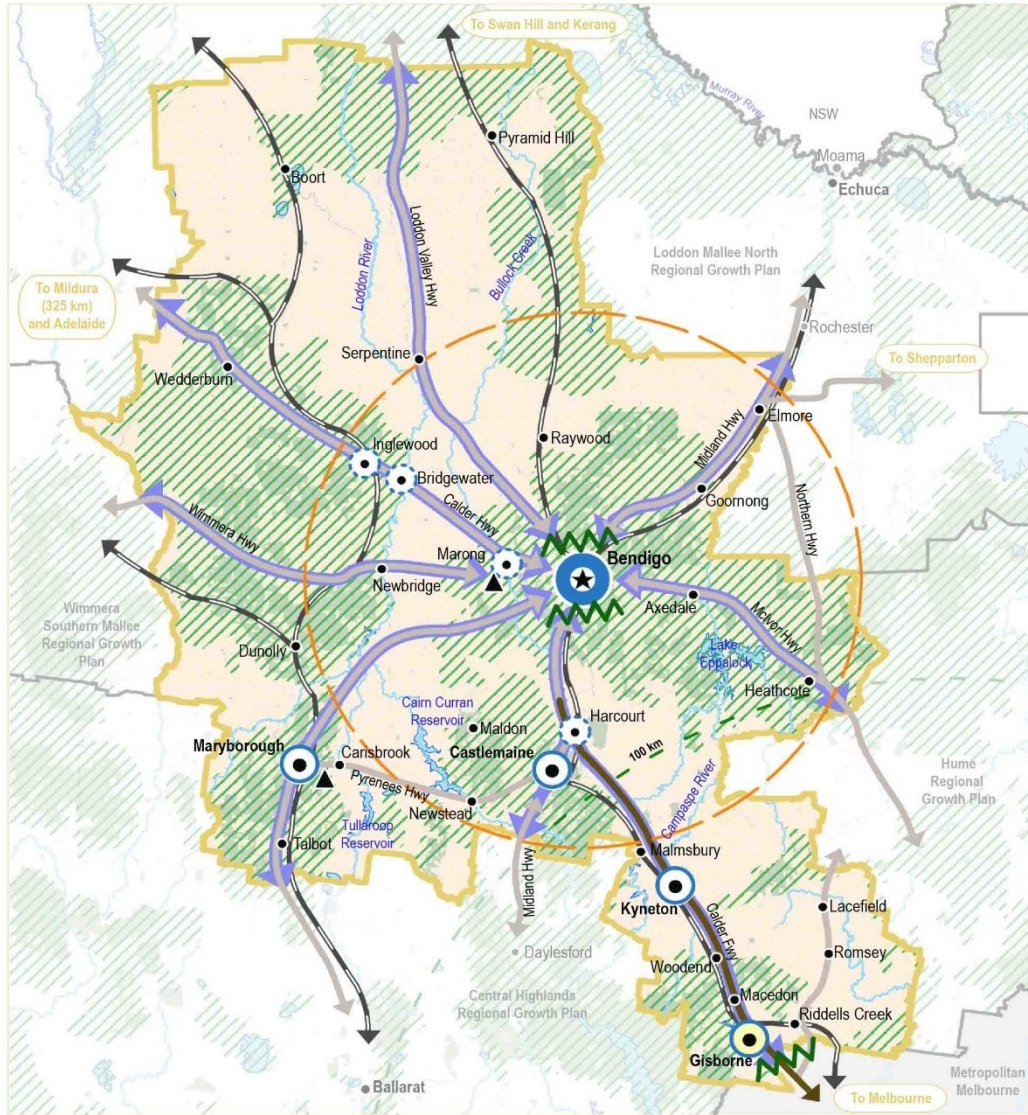 To Swan Hill and Kerang
Murray River
NSW
Pyramid Hill
Moama
Echuca
Boort
Loddon Valley Hwy
Loddon River
Bullock Creek
Loddon Mallee North
Regional Growth Plan
To Mildura
(325 km)
and Adelaide
Rochester
Serpentine
To Shepparton
Wedderburn
Elmore
Inglewood
Raywood
Midland Hwy
Bridgewater
Goornong
Northern Hwy
Calder Hwy
Wimmera Hwy
Marong
Bendigo
Newbridge
Axedale
McIvor Hwy
Wimmera
Southern Mallee
Regional Growth
Plan
Dunolly
Lake
Eppalock
Heathcote
Cairn Curran
Reservoir
Maldon
Harcourt
Maryborough
Carisbrook
Castlemaine
100 km
Pyrenees Hwy
Newstead
Campaspe River
Hume
Regional
Growth Plan
Tullaroop
Reservoir
Talbot
Malmsbury
Midland Hwy
Kyneton
Calder Fwy
Lacefield
Daylesford
Woodend
Romsey
Central Highlands
Regional Growth Plan
Macedon
Riddells Creek
Gisborne
Metropolitan
Melbourne
Ballarat
To Melbourne